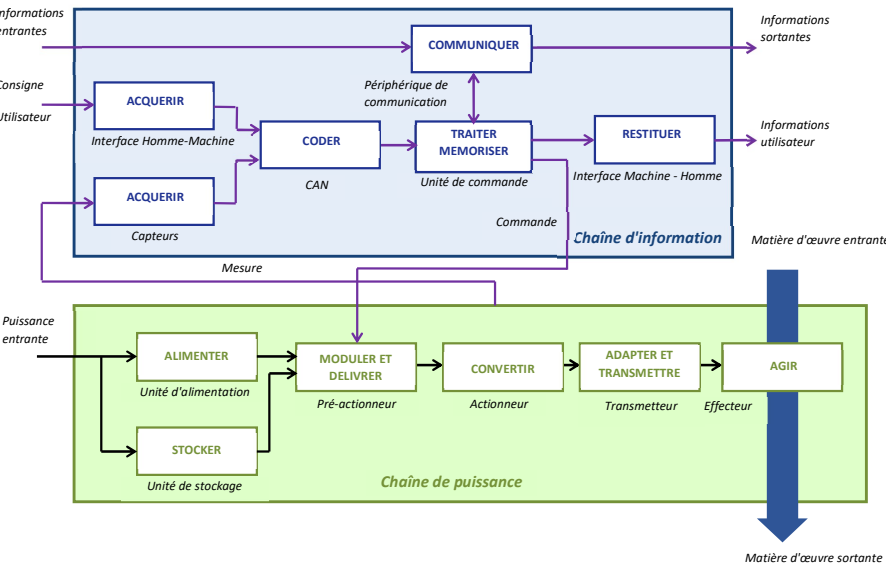 Informations
entrantes
Informations
sortantes
COMMUNIQUER
Consigne
Utilisateur
Périphérique de
communication
ACQUERIR
Interface Homme-Machine
CODER
CAN
TRAITER
MEMORISER
Unité de commande
RESTITUER
Interface Machine - Homme
Informations
utilisateur
ACQUERIR
Capteurs
Commande
Chaîne d'information
Matière d'œuvre entrante
Mesure
Puissance
entrante
ALIMENTER
Unité d'alimentation
MODULER ET
DELIVRER
Pré-actionneur
CONVERTIR
Actionneur
ADAPTER ET
TRANSMETTRE
Transmetteur
AGIR
Effecteur
STOCKER
Unité de stockage
Chaîne de puissance
Matière d'œuvre sortante